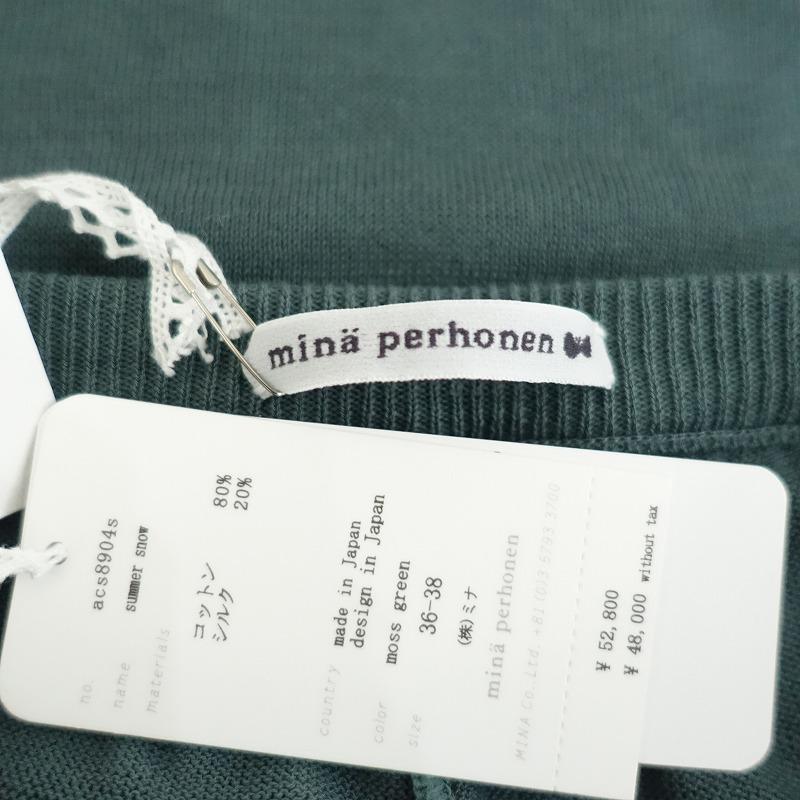 minä perhonen
no. acs8904s
name summer snow
materials コットン 80%
シルク 20%
country made in Japan
design in Japan
color moss green
size 36-38
(株)ミナ
minä perhonen
MINA Co.,Ltd. +81(0)3 5793 3700
¥ 52,800
¥ 48,000 without tax